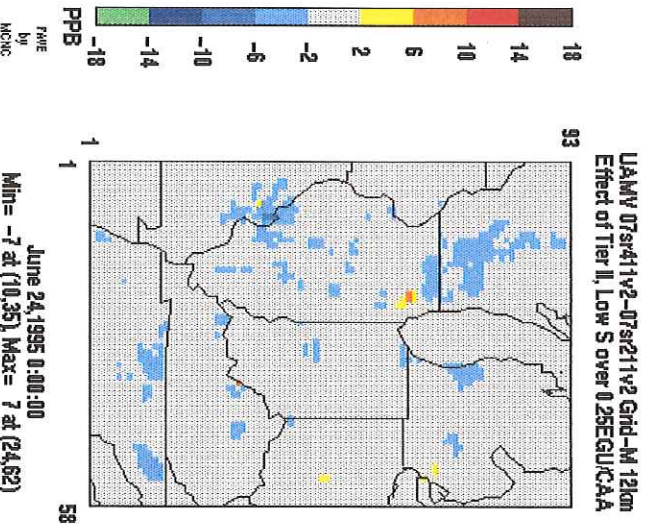 UAMV 07sr411v2-07sr211v2 Grid-M 12km
Effect of Tier II, Low S over 0.25EGU/CAA
18
14
10
6
2
-2
-6
-10
-14
-18
PPB
PAVE
by
MCNC
93
1
1
58
June 24,1995 0:00:00
Min= -7 at (10,35), Max= 7 at (24,62)